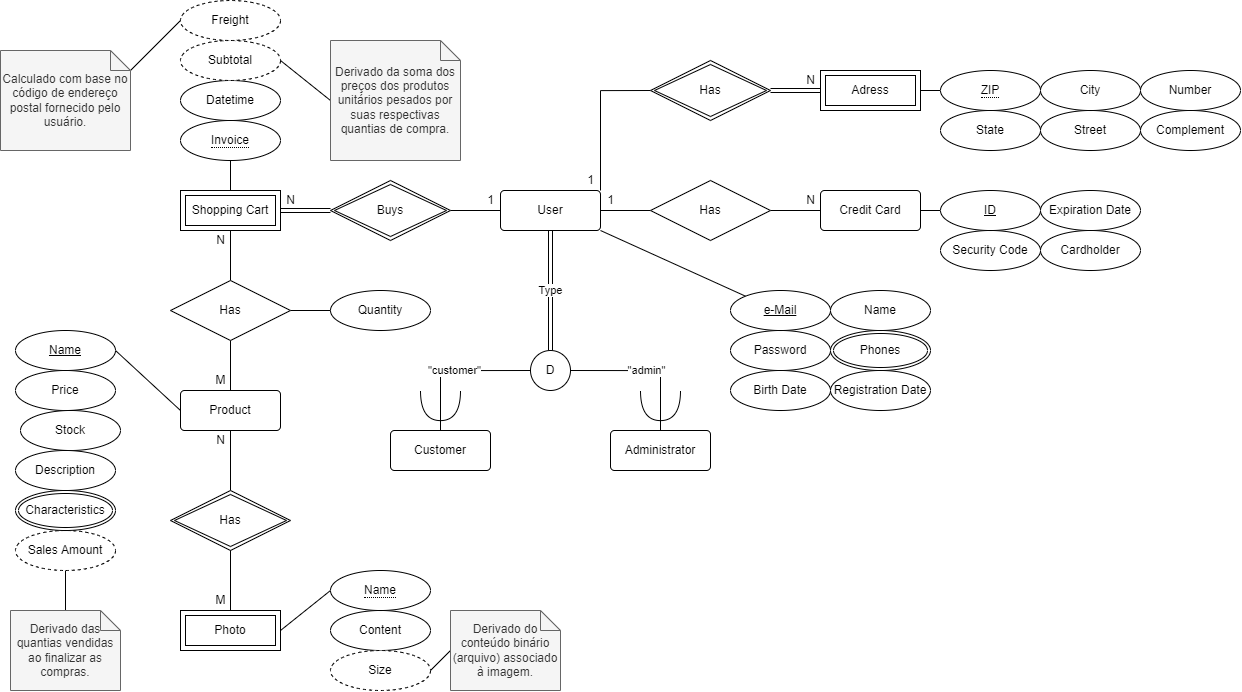 Freight
Calculado com base no
código de endereço
postal fornecido pelo
usuário.
Subtotal
Derivado da soma dos
preços dos produtos
unitários pesados por
suas respectivas
quantias de compra.
Datetime
Invoice
Has
N
Adress
ZIP
City
Number
State
Street
Complement
Shopping Cart
N
Buys
1
User
1
1
Has
N
Credit Card
ID
Expiration Date
Security Code
Cardholder
N
Has
Quantity
M
Type
e-Mail
Name
Password
Phones
Birth Date
Registration Date
"customer"
D
"admin"
Customer
Administrator
Name
Price
Stock
Description
Characteristics
Sales Amount
Product
N
Has
M
Derivado das
quantias vendidas
ao finalizar as
compras.
Photo
Name
Content
Size
Derivado do
conteúdo binário
(arquivo) associado
á imagem.